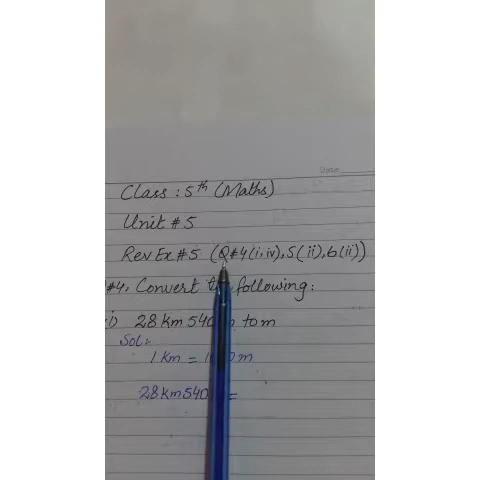 Date
Class : 5th (Maths)
Unit # 5
Rev Ex # 5 (Q#4(i,iv), 5(ii), 6(ii))
#4. Convert following:
i) 28 km 540 to m
Sol:
1 km = m
28 km 540 =